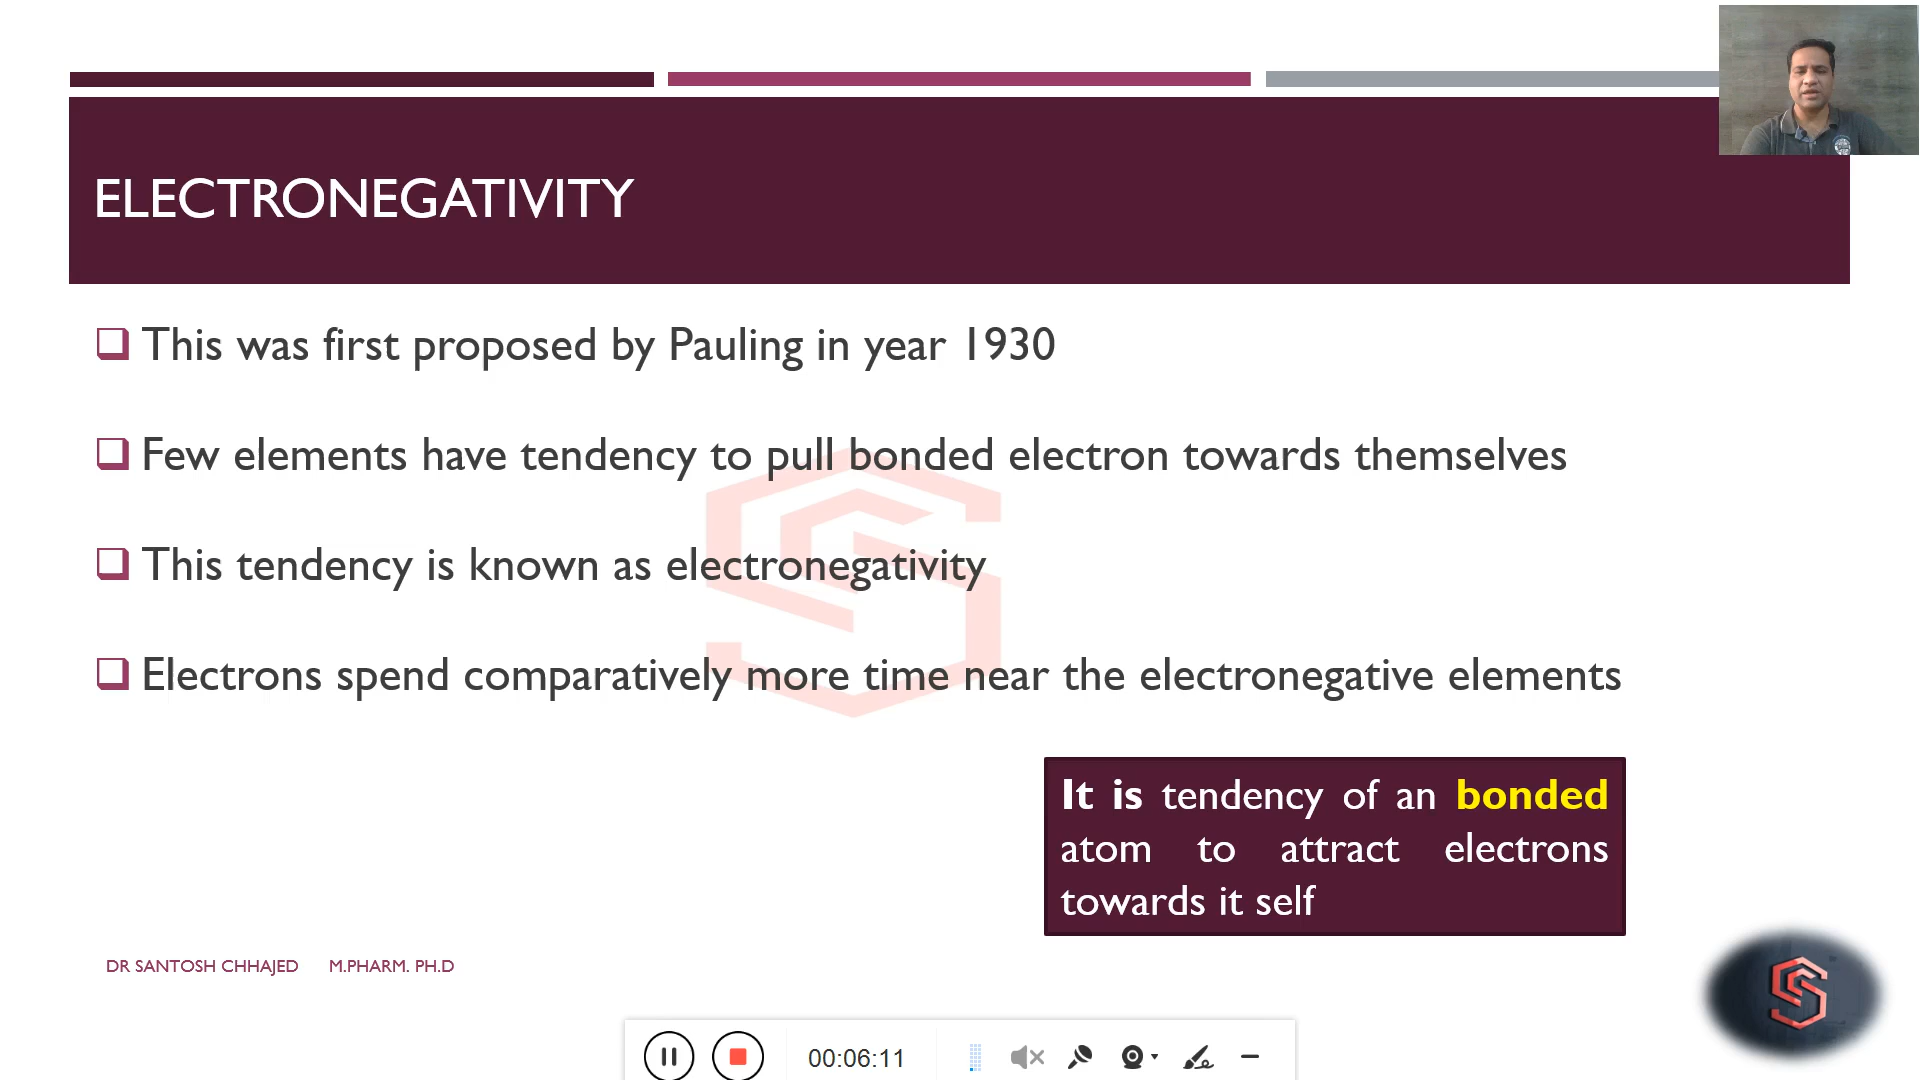 ELECTRONEGATIVITY
This was first proposed by Pauling in year 1930
Few elements have tendency to pull bonded electron towards themselves
This tendency is known as electronegativity
Electrons spend comparatively more time near the electronegative elements
It is tendency of an bonded
atom to attract electrons
towards it self
DR SANTOSH CHHAJED M.PHARM. PH.D
00:06:11